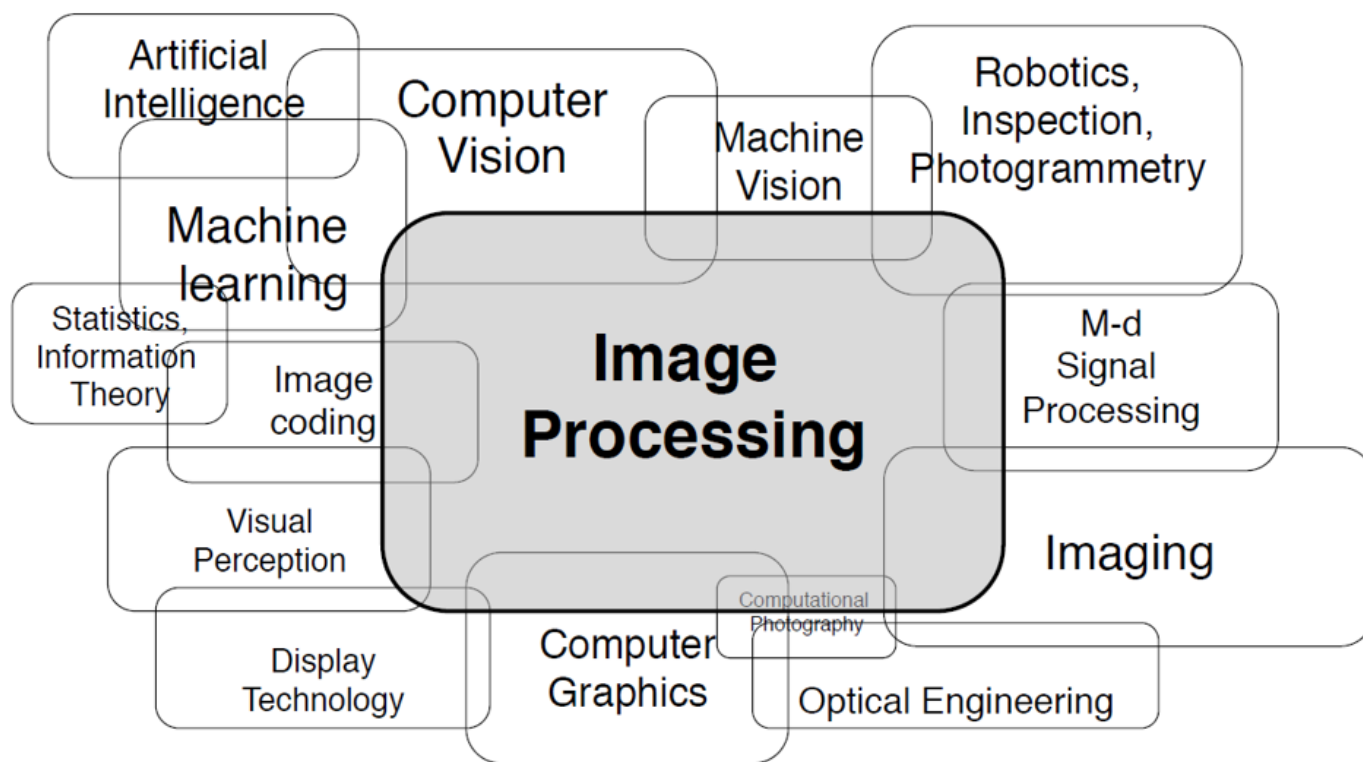 Artificial
Intelligence
Computer
Vision
Machine
Vision
Robotics,
Inspection,
Photogrammetry
Machine
learning
Statistics,
Information
Theory
Image
coding
Image
Processing
M-d
Signal
Processing
Visual
Perception
Imaging
Display
Technology
Computer
Graphics
Computational
Photography
Optical Engineering